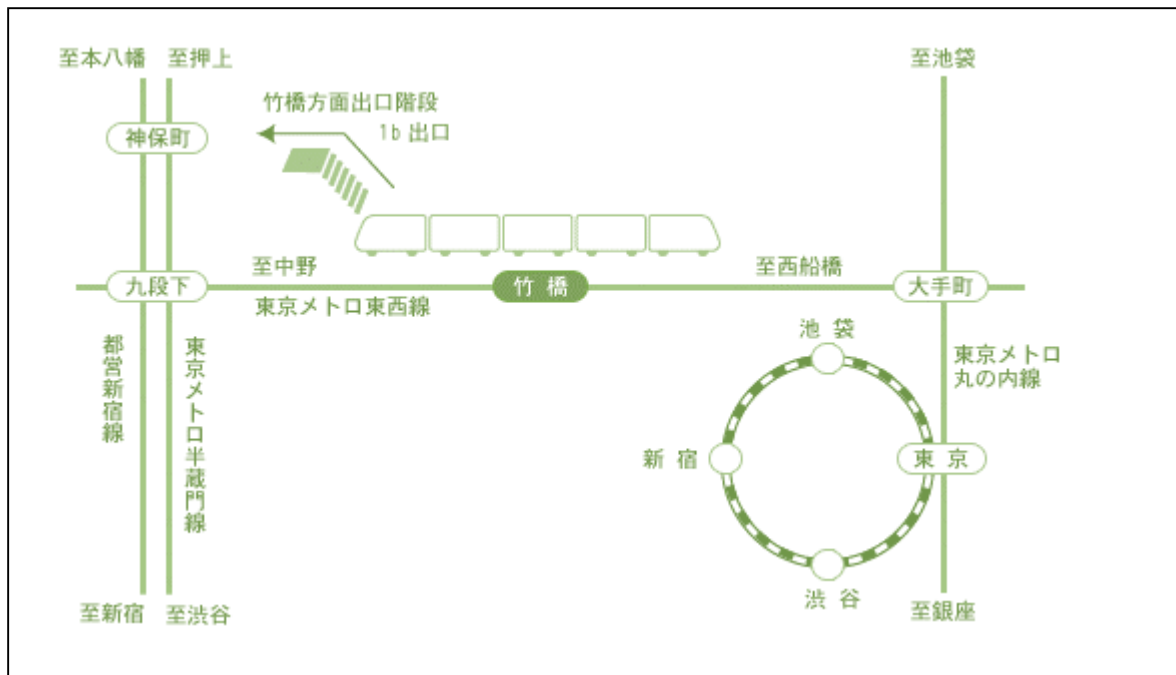 至本八幡
至押上
至池袋
竹橋方面出口階段
1b 出口
神保町
至中野
至西船橋
九段下
竹橋
大手町
東京メトロ東西線
都営新宿線
東京メトロ半蔵門線
池袋
東京メトロ
丸の内線
新宿
東京
渋谷
至新宿
至渋谷
至銀座